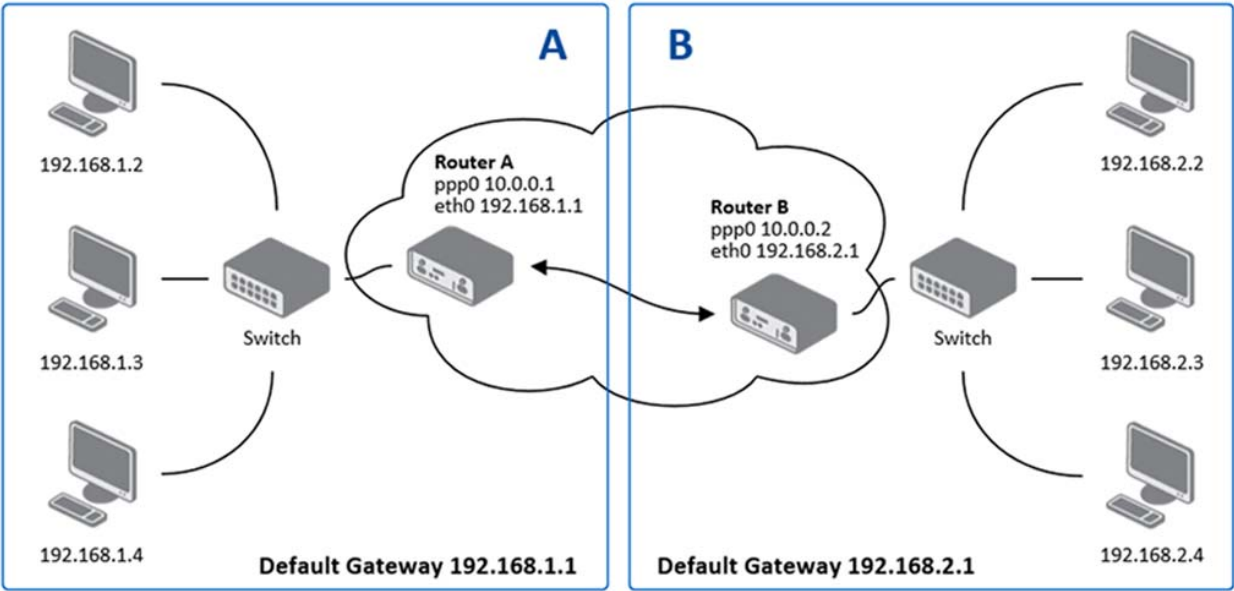 A
B
192.168.1.2
192.168.1.3
192.168.1.4
Switch
Router A
ppp0 10.0.0.1
eth0 192.168.1.1
Default Gateway 192.168.1.1
Router B
ppp0 10.0.0.2
eth0 192.168.2.1
Switch
192.168.2.2
192.168.2.3
192.168.2.4
Default Gateway 192.168.2.1